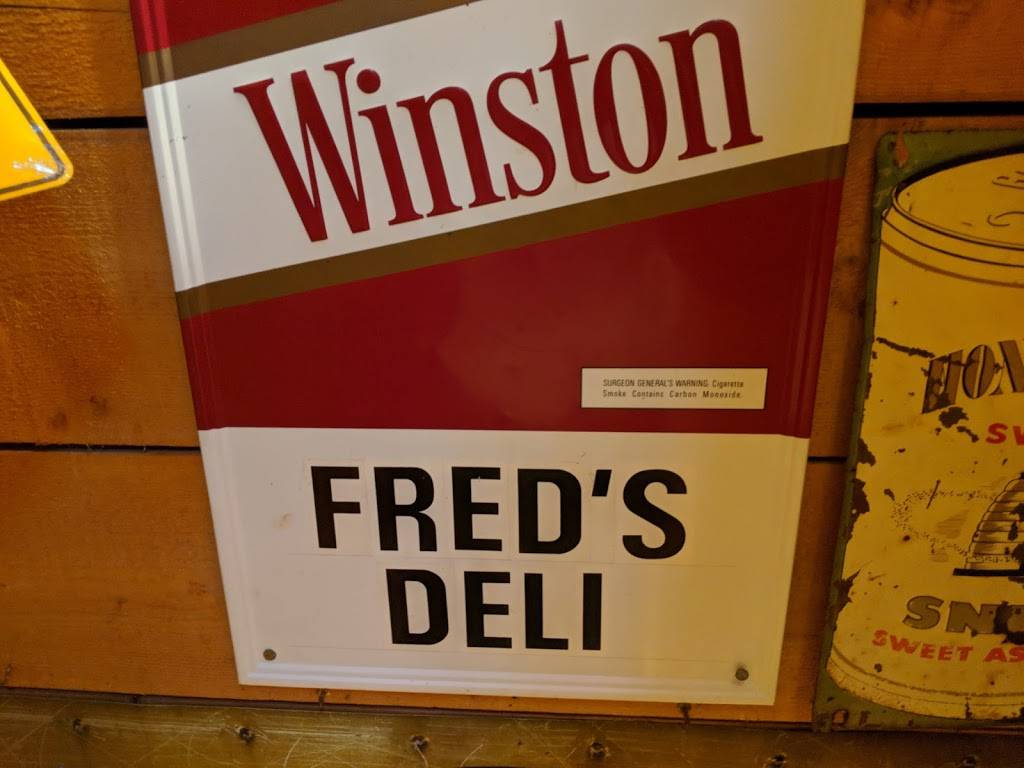 Winston
SURGEON GENERAL'S WARNING: Cigarette
Smoke Contains Carbon Monoxide.
FRED'S
DELI
SWEET AS